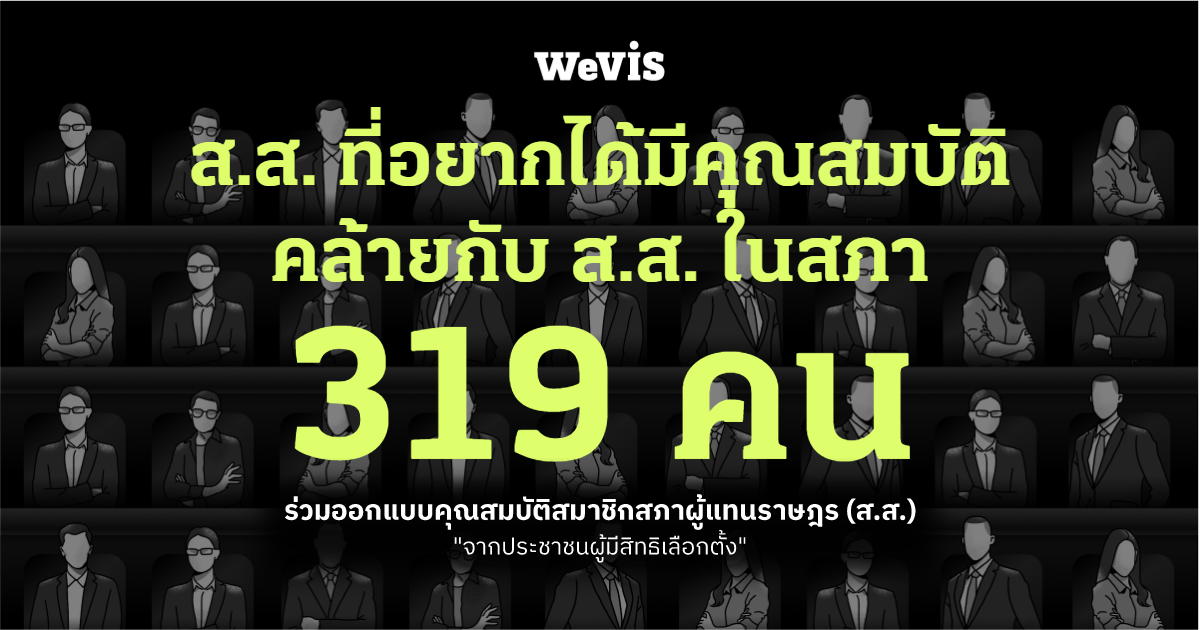 WeVIS
ส.ส. ที่อยากได้มีคุณสมบัติ
คล้ายกับ ส.ส. ในสภา
319 คน
ร่วมออกแบบคุณสมบัติสมาชิกสภาผู้แทนราษฎร (ส.ส.)
"จากประชาชนผู้มีสิทธิเลือกตั้ง"